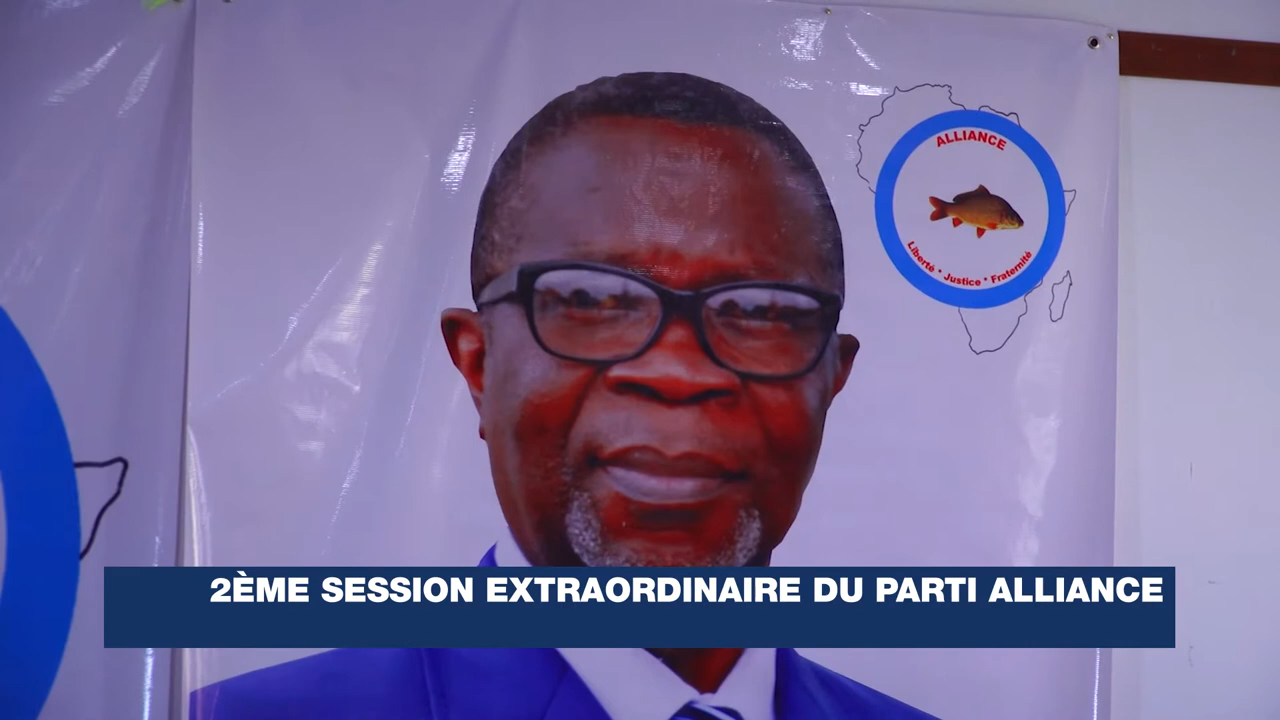 ALLIANCE
Liberté * Justice * Fraternité
2ÈME SESSION EXTRAORDINAIRE DU PARTI ALLIANCE